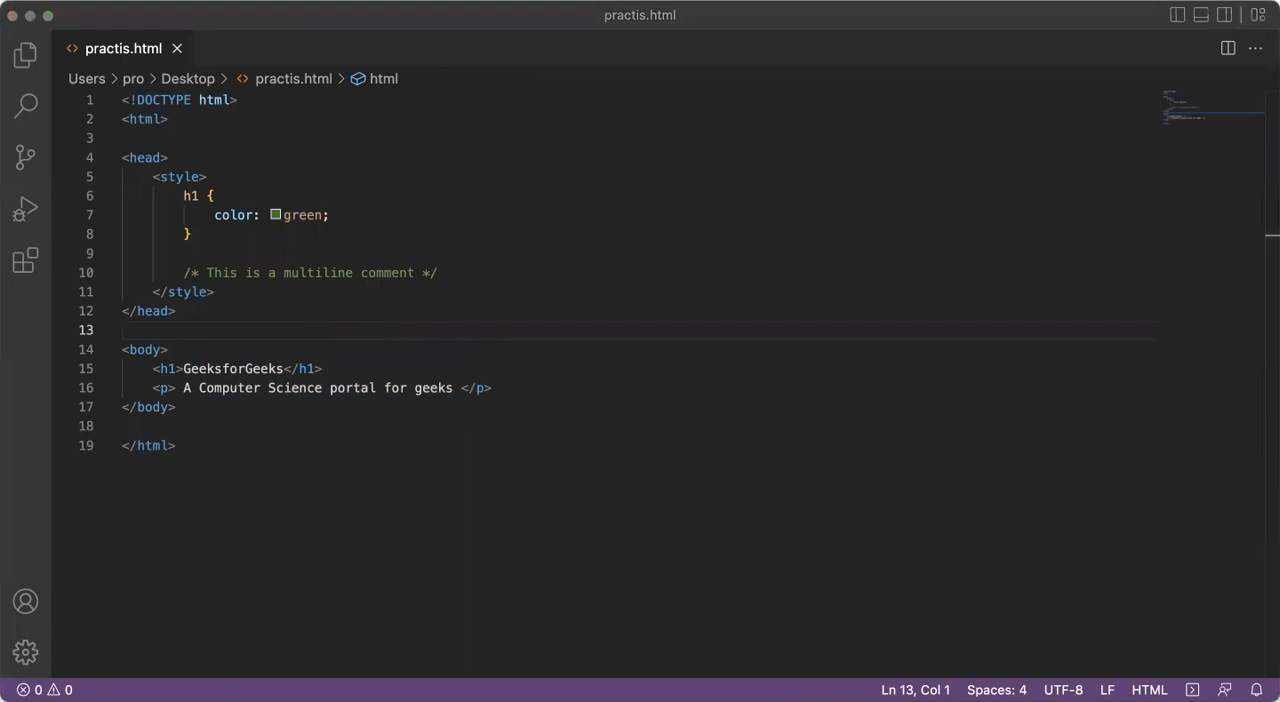 practis.html
practis.html
Users > pro > Desktop > practis.html > html
1 <!DOCTYPE html>
2 <html>
3
4 <head>
5     <style>
6         h1 {
7             color: green;
8         }
9
10         /* This is a multiline comment */
11     </style>
12 </head>
13
14 <body>
15     <h1>GeeksforGeeks</h1>
16     <p> A Computer Science portal for geeks </p>
17 </body>
18
19 </html>
0 0 Ln 13, Col 1 Spaces: 4 UTF-8 LF HTML